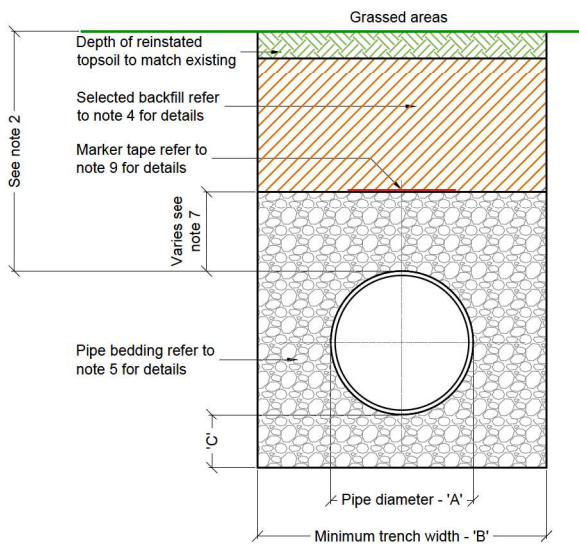 Grassed areas
Depth of reinstated
topsoil to match existing
Selected backfill refer
to note 4 for details
See note 2
Marker tape refer to
note 9 for details
Varies see
note 7
Pipe bedding refer to
note 5 for details
'C'
Pipe diameter - 'A'
Minimum trench width - 'B'